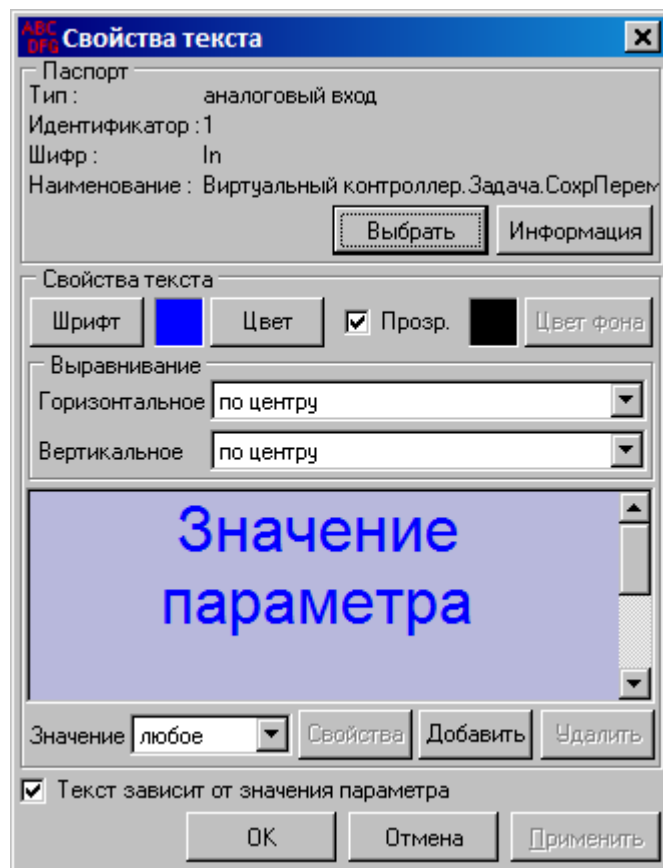 ABC
DFG Свойства текста
Паспорт
Тип : аналоговый вход
Идентификатор : 1
Шифр : In
Наименование : Виртуальный контроллер.Задача.СохрПерем
Выбрать Информация
Свойства текста
Шрифт Цвет Прозр. Цвет фона
Выравнивание
Горизонтальное по центру
Вертикальное по центру
Значение
параметра
Значение любое Свойства Добавить Удалить
Текст зависит от значения параметра
OK Отмена Применить